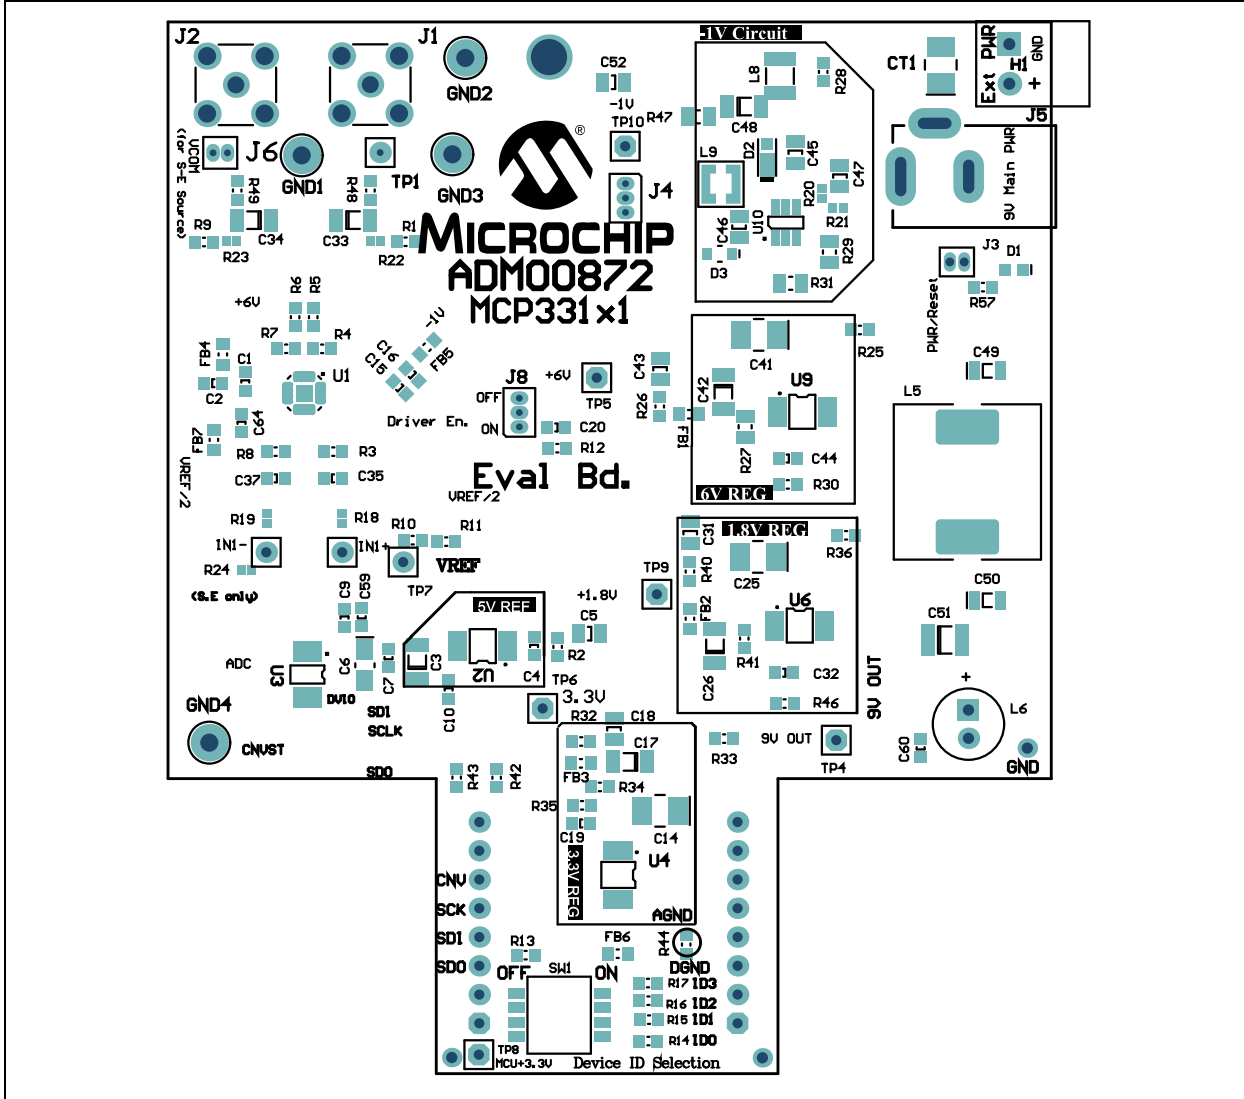 -1V Circuit
J2
J1
GND2
C52
-1V
TP10
R47
L8
R28
C48
CT1
Ext PWR
GND
H1
+
J5
9V Main PWR
VCOM
(for S-E Source)
J6
GND1
TP1
GND3
®
J4
L9
D2
C45
C47
R20
R21
U10
C46
D3
R29
R31
R49
R48
R9
C34
R23
C33
R22
R1
MICROCHIP
ADM00872
MCP331x1
J3
D1
R57
PWR/Reset
+6V
R6
R5
R7
R4
FB4
C1
C2
U1
C64
FB7
-1V
C16
C15
FB5
J8
OFF
ON
Driver En.
+6V
TP5
C20
R12
C43
R26
FB1
C42
C41
U9
R27
C44
R30
6V REG
R25
C49
L5
R8
R3
C37
C35
VREF/2
Eval Bd.
VREF/2
R19
R18
IN1-
IN1+
R24
(S.E only)
R10
R11
VREF
TP7
C31
1.8V REG
R36
R40
C25
FB2
U6
R41
C26
C32
R46
TP9
+1.8V
C5
C50
C51
C9
C59
5V REF
C3
U2
C4
R2
ADC
U3
C6
C7
DVIO
C10
TP6
3.3V
GND4
CNVST
SDI
SCLK
SDO
9V OUT
+
L6
C60
GND
9V OUT
TP4
R33
R32
C18
C17
FB3
R34
R35
C19
C14
3.3V REG
U4
AGND
R43
R42
CNV
SCK
SDI
SDO
R13
FB6
R44
DGND
OFF
SW1
ON
R17 ID3
R16 ID2
R15 ID1
R14 ID0
TP8
MCU+3.3V
Device ID Selection